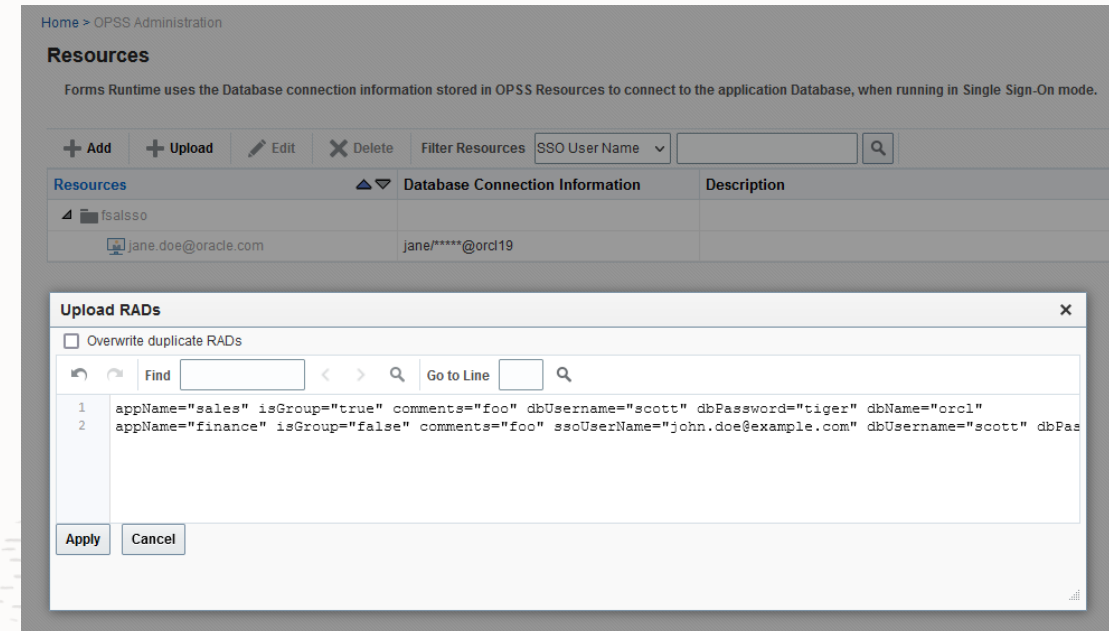 Home > OPSS Administration
Resources
Forms Runtime uses the Database connection information stored in OPSS Resources to connect to the application Database, when running in Single Sign-On mode.
Add Upload Edit Delete Filter Resources SSO User Name
Resources Database Connection Information Description
fsalsso
jane.doe@oracle.com jane/*****@orcl19
Upload RADs
Overwrite duplicate RADs
Find Go to Line
1 appName="sales" isGroup="true" comments="foo" dbUsername="scott" dbPassword="tiger" dbName="orcl"
2 appName="finance" isGroup="false" comments="foo" ssoUserName="john.doe@example.com" dbUsername="scott" dbPas
Apply Cancel